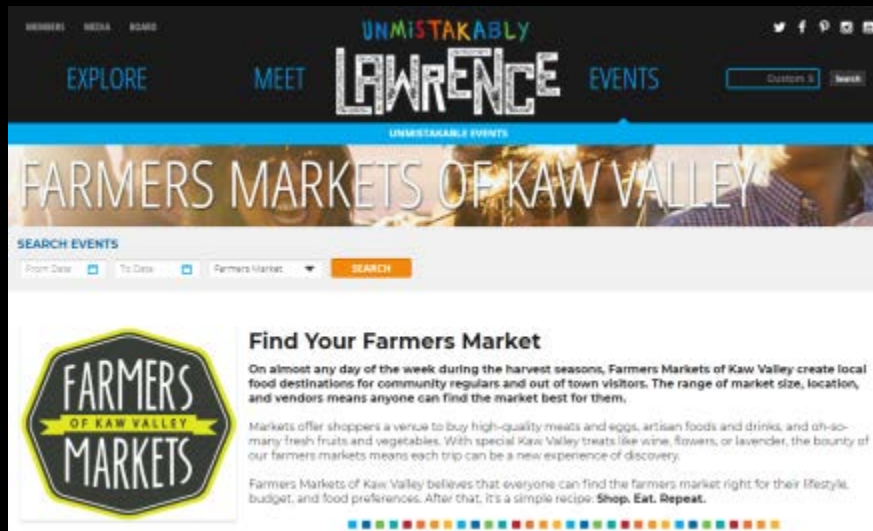 MEMBERS MEDIA BOARD
UNMiSTAKABLY
EXPLORE MEET LAWRENCE EVENTS
Custom S Search
UNMISTAKABLE EVENTS
FARMERS MARKETS OF KAW VALLEY
SEARCH EVENTS
From Date To Date Farmers Market SEARCH
FARMERS
OF KAW VALLEY
MARKETS
Find Your Farmers Market
On almost any day of the week during the harvest seasons, Farmers Markets of Kaw Valley create local
food destinations for community regulars and out of town visitors. The range of market size, location,
and vendors means anyone can find the market best for them.
Markets offer shoppers a venue to buy high-quality meats and eggs, artisan foods and drinks, and oh-so-
many fresh fruits and vegetables. With special Kaw Valley treats like wine, flowers, or lavender, the bounty of
our farmers markets means each trip can be a new experience of discovery.
Farmers Markets of Kaw Valley believes that everyone can find the farmers market right for their lifestyle,
budget, and food preferences. After that, it's a simple recipe: Shop. Eat. Repeat.